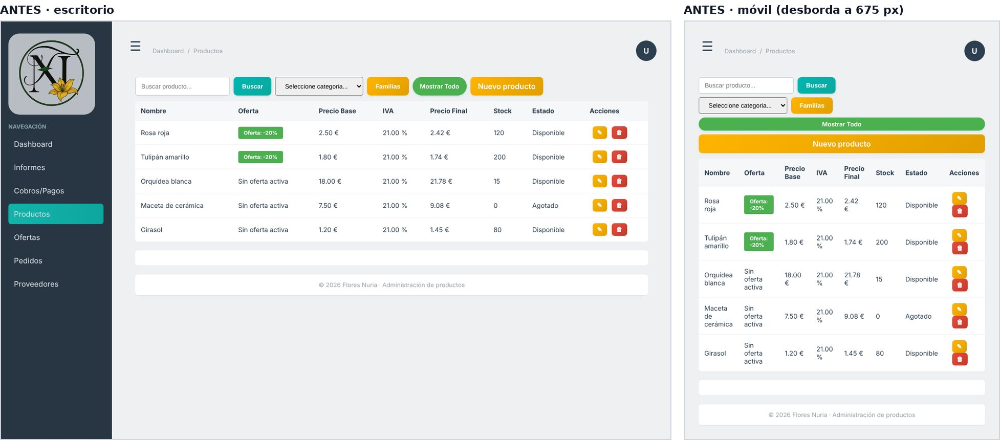 ANTES · escritorio
NAVEGACIÓN
Dashboard
Informes
Cobros/Pagos
Productos
Ofertas
Pedidos
Proveedores
☰ Dashboard / Productos U
Buscar producto... Buscar Seleccione categoria... Familias Mostrar Todo Nuevo producto
Nombre Oferta Precio Base IVA Precio Final Stock Estado Acciones
Rosa roja Oferta: -20% 2.50 € 21.00 % 2.42 € 120 Disponible
Tulipán amarillo Oferta: -20% 1.80 € 21.00 % 1.74 € 200 Disponible
Orquídea blanca Sin oferta activa 18.00 € 21.00 % 21.78 € 15 Disponible
Maceta de cerámica Sin oferta activa 7.50 € 21.00 % 9.08 € 0 Agotado
Girasol Sin oferta activa 1.20 € 21.00 % 1.45 € 80 Disponible
© 2026 Flores Nuria · Administración de productos
ANTES · móvil (desborda a 675 px)
☰ Dashboard / Productos U
Buscar producto... Buscar
Seleccione categoria... Familias
Mostrar Todo
Nuevo producto
Nombre Oferta Precio Base IVA Precio Final Stock Estado Acciones
Rosa roja Oferta: -20% 2.50 € 21.00 % 2.42 € 120 Disponible
Tulipán amarillo Oferta: -20% 1.80 € 21.00 % 1.74 € 200 Disponible
Orquídea blanca Sin oferta activa 18.00 € 21.00 % 21.78 € 15 Disponible
Maceta de cerámica Sin oferta activa 7.50 € 21.00 % 9.08 € 0 Agotado
Girasol Sin oferta activa 1.20 € 21.00 % 1.45 € 80 Disponible
© 2026 Flores Nuria · Administración de productos